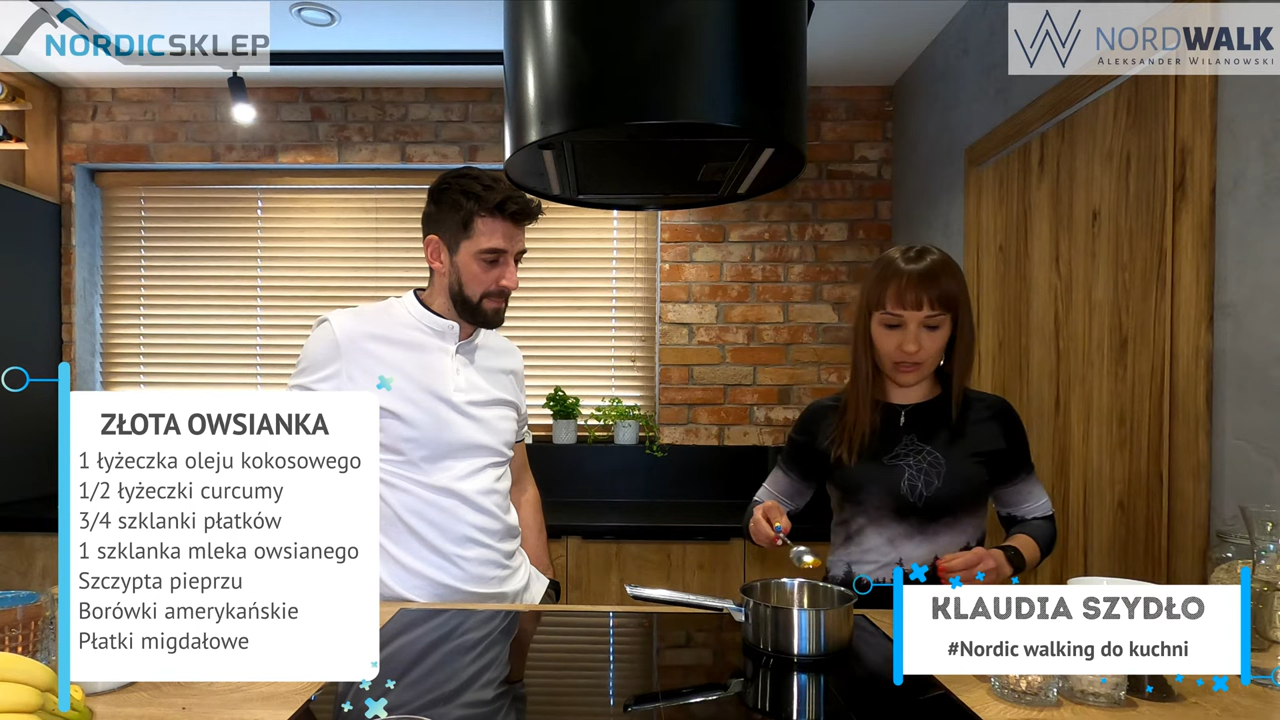 NORDICSKLEP
NORDWALK
ALEKSANDER WILANOWSKI
ZŁOTA OWSIANKA
1 łyżeczka oleju kokosowego
1/2 łyżeczki curcumy
3/4 szklanki płatków
1 szklanka mleka owsianego
Szczypta pieprzu
Borówki amerykańskie
Płatki migdałowe
KLAUDIA SZYDŁO
#Nordic walking do kuchni